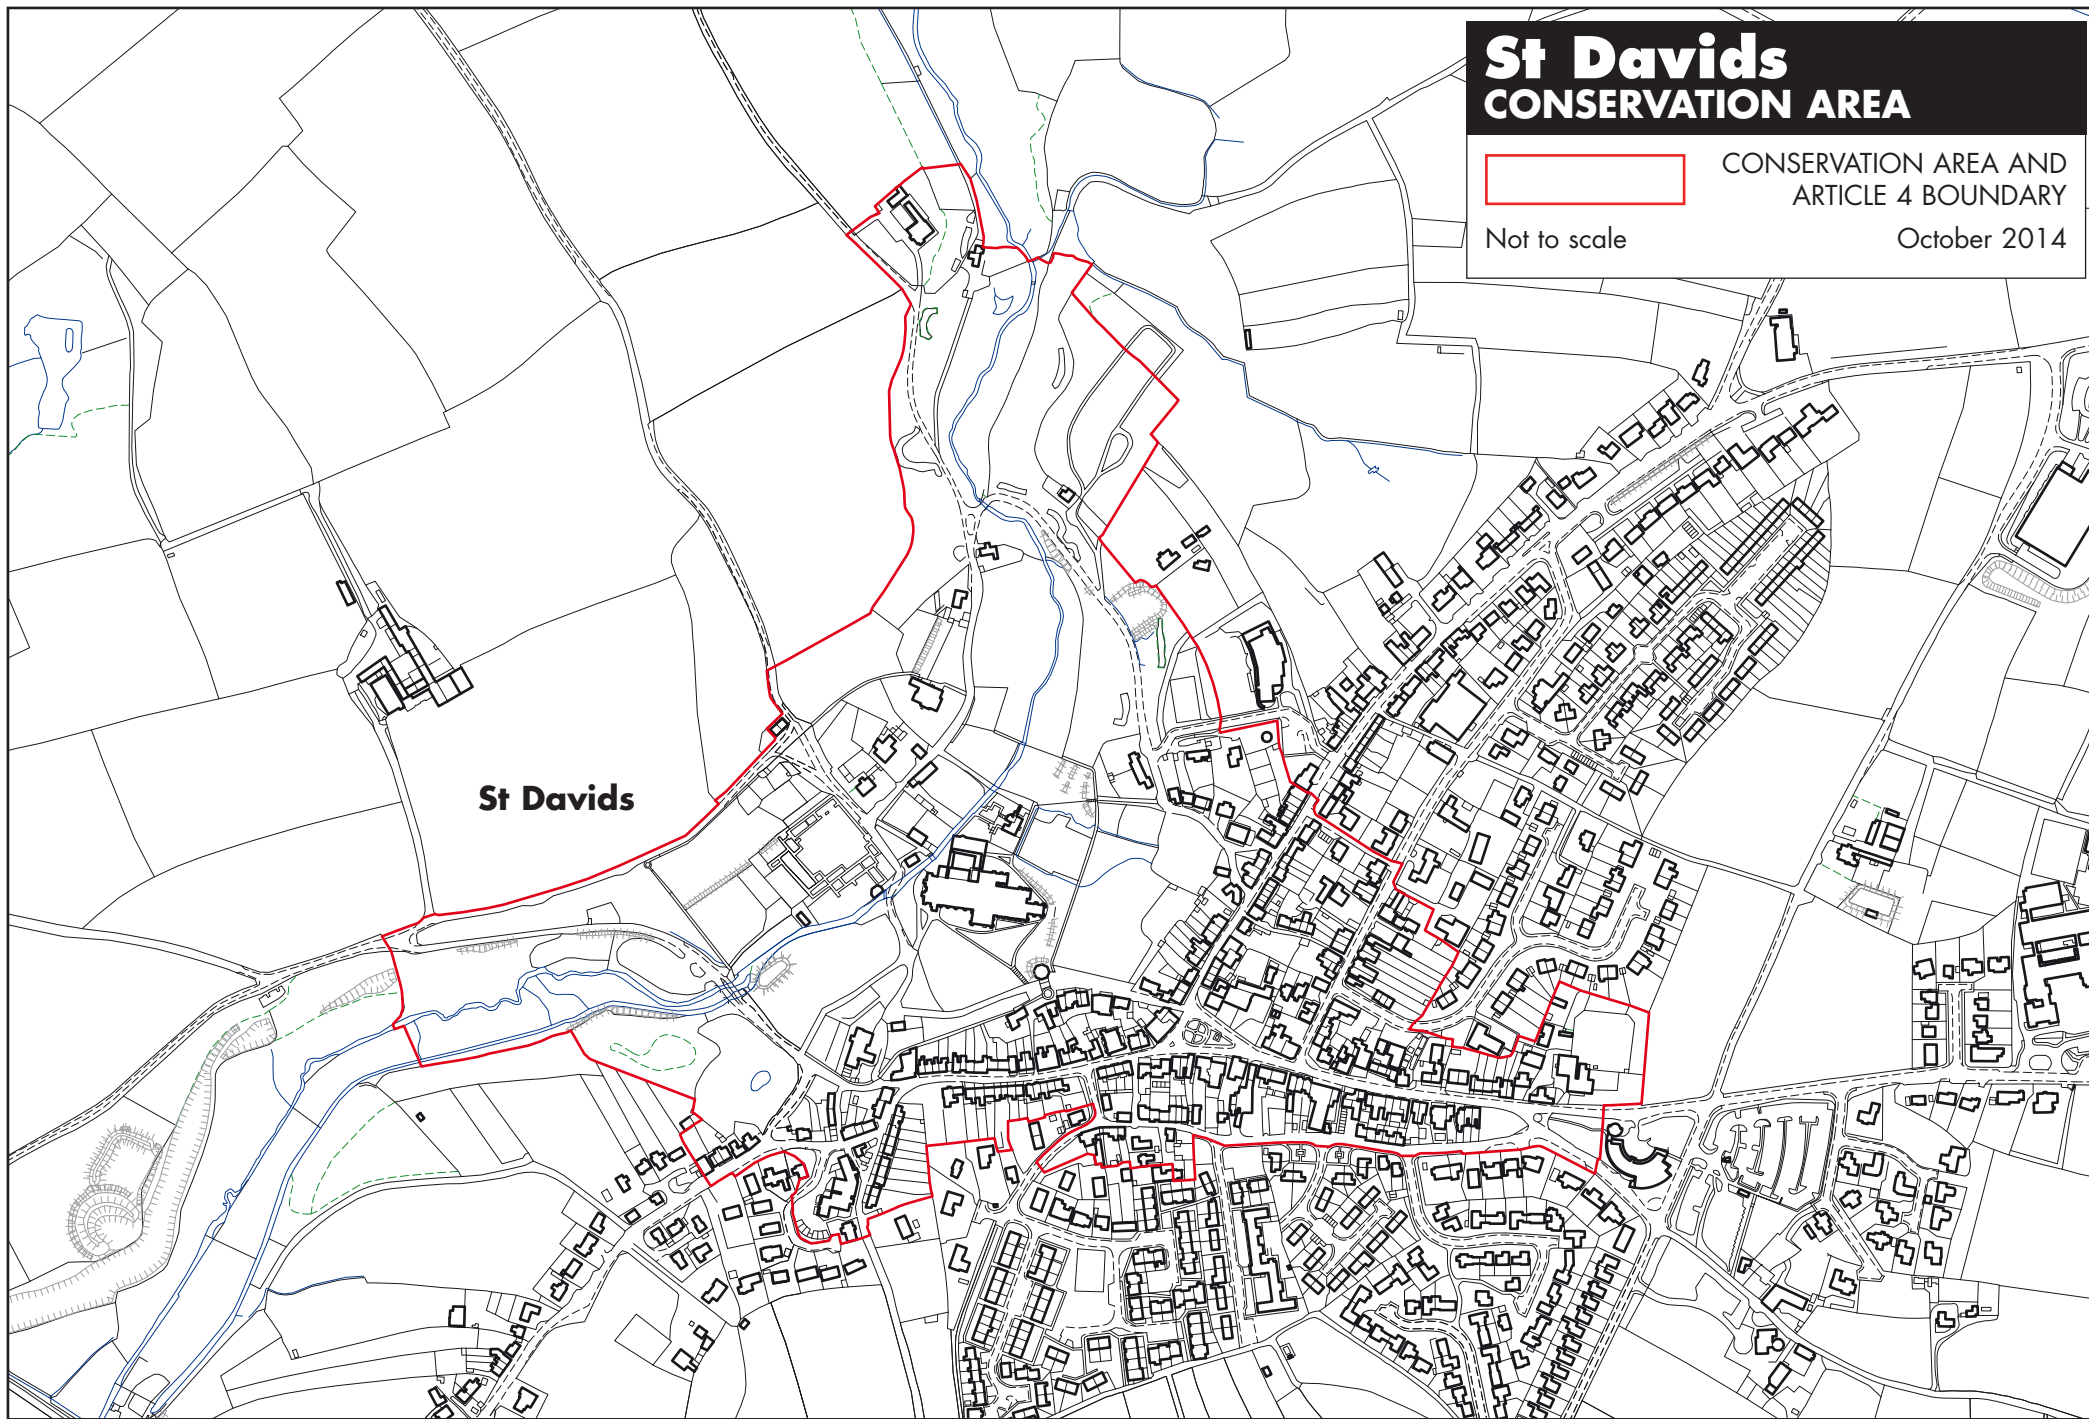 St Davids
CONSERVATION AREA
CONSERVATION AREA AND
ARTICLE 4 BOUNDARY
Not to scale
October 2014
St Davids